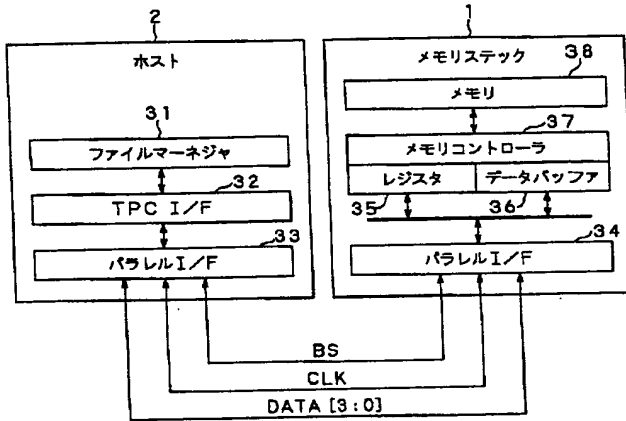 2
ホスト
31
ファイルマネージャ
32
TPC I/F
33
パラレルI/F
1
メモリステック
38
メモリ
37
メモリコントローラ
レジスタ
データバッファ
35
36
34
パラレルI/F
BS
CLK
DATA [3:0]